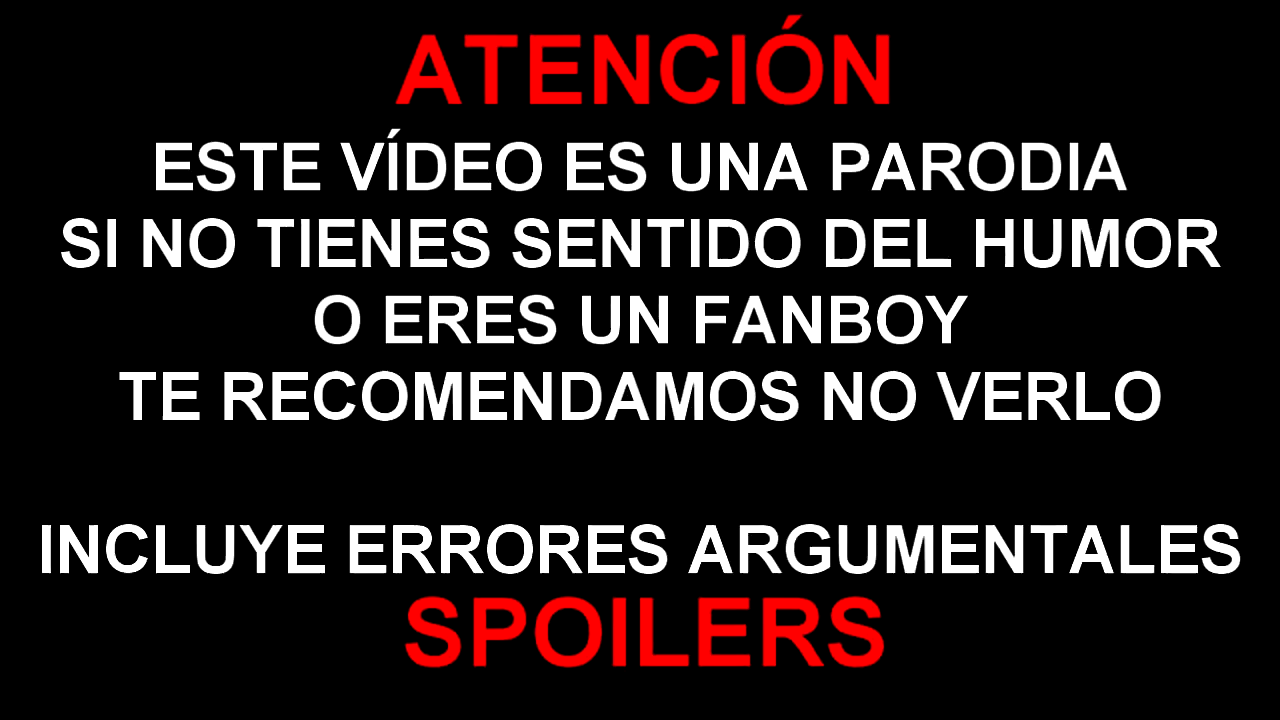 ATENCIÓN
ESTE VÍDEO ES UNA PARODIA
SI NO TIENES SENTIDO DEL HUMOR
O ERES UN FANBOY
TE RECOMENDAMOS NO VERLO
INCLUYE ERRORES ARGUMENTALES
SPOILERS